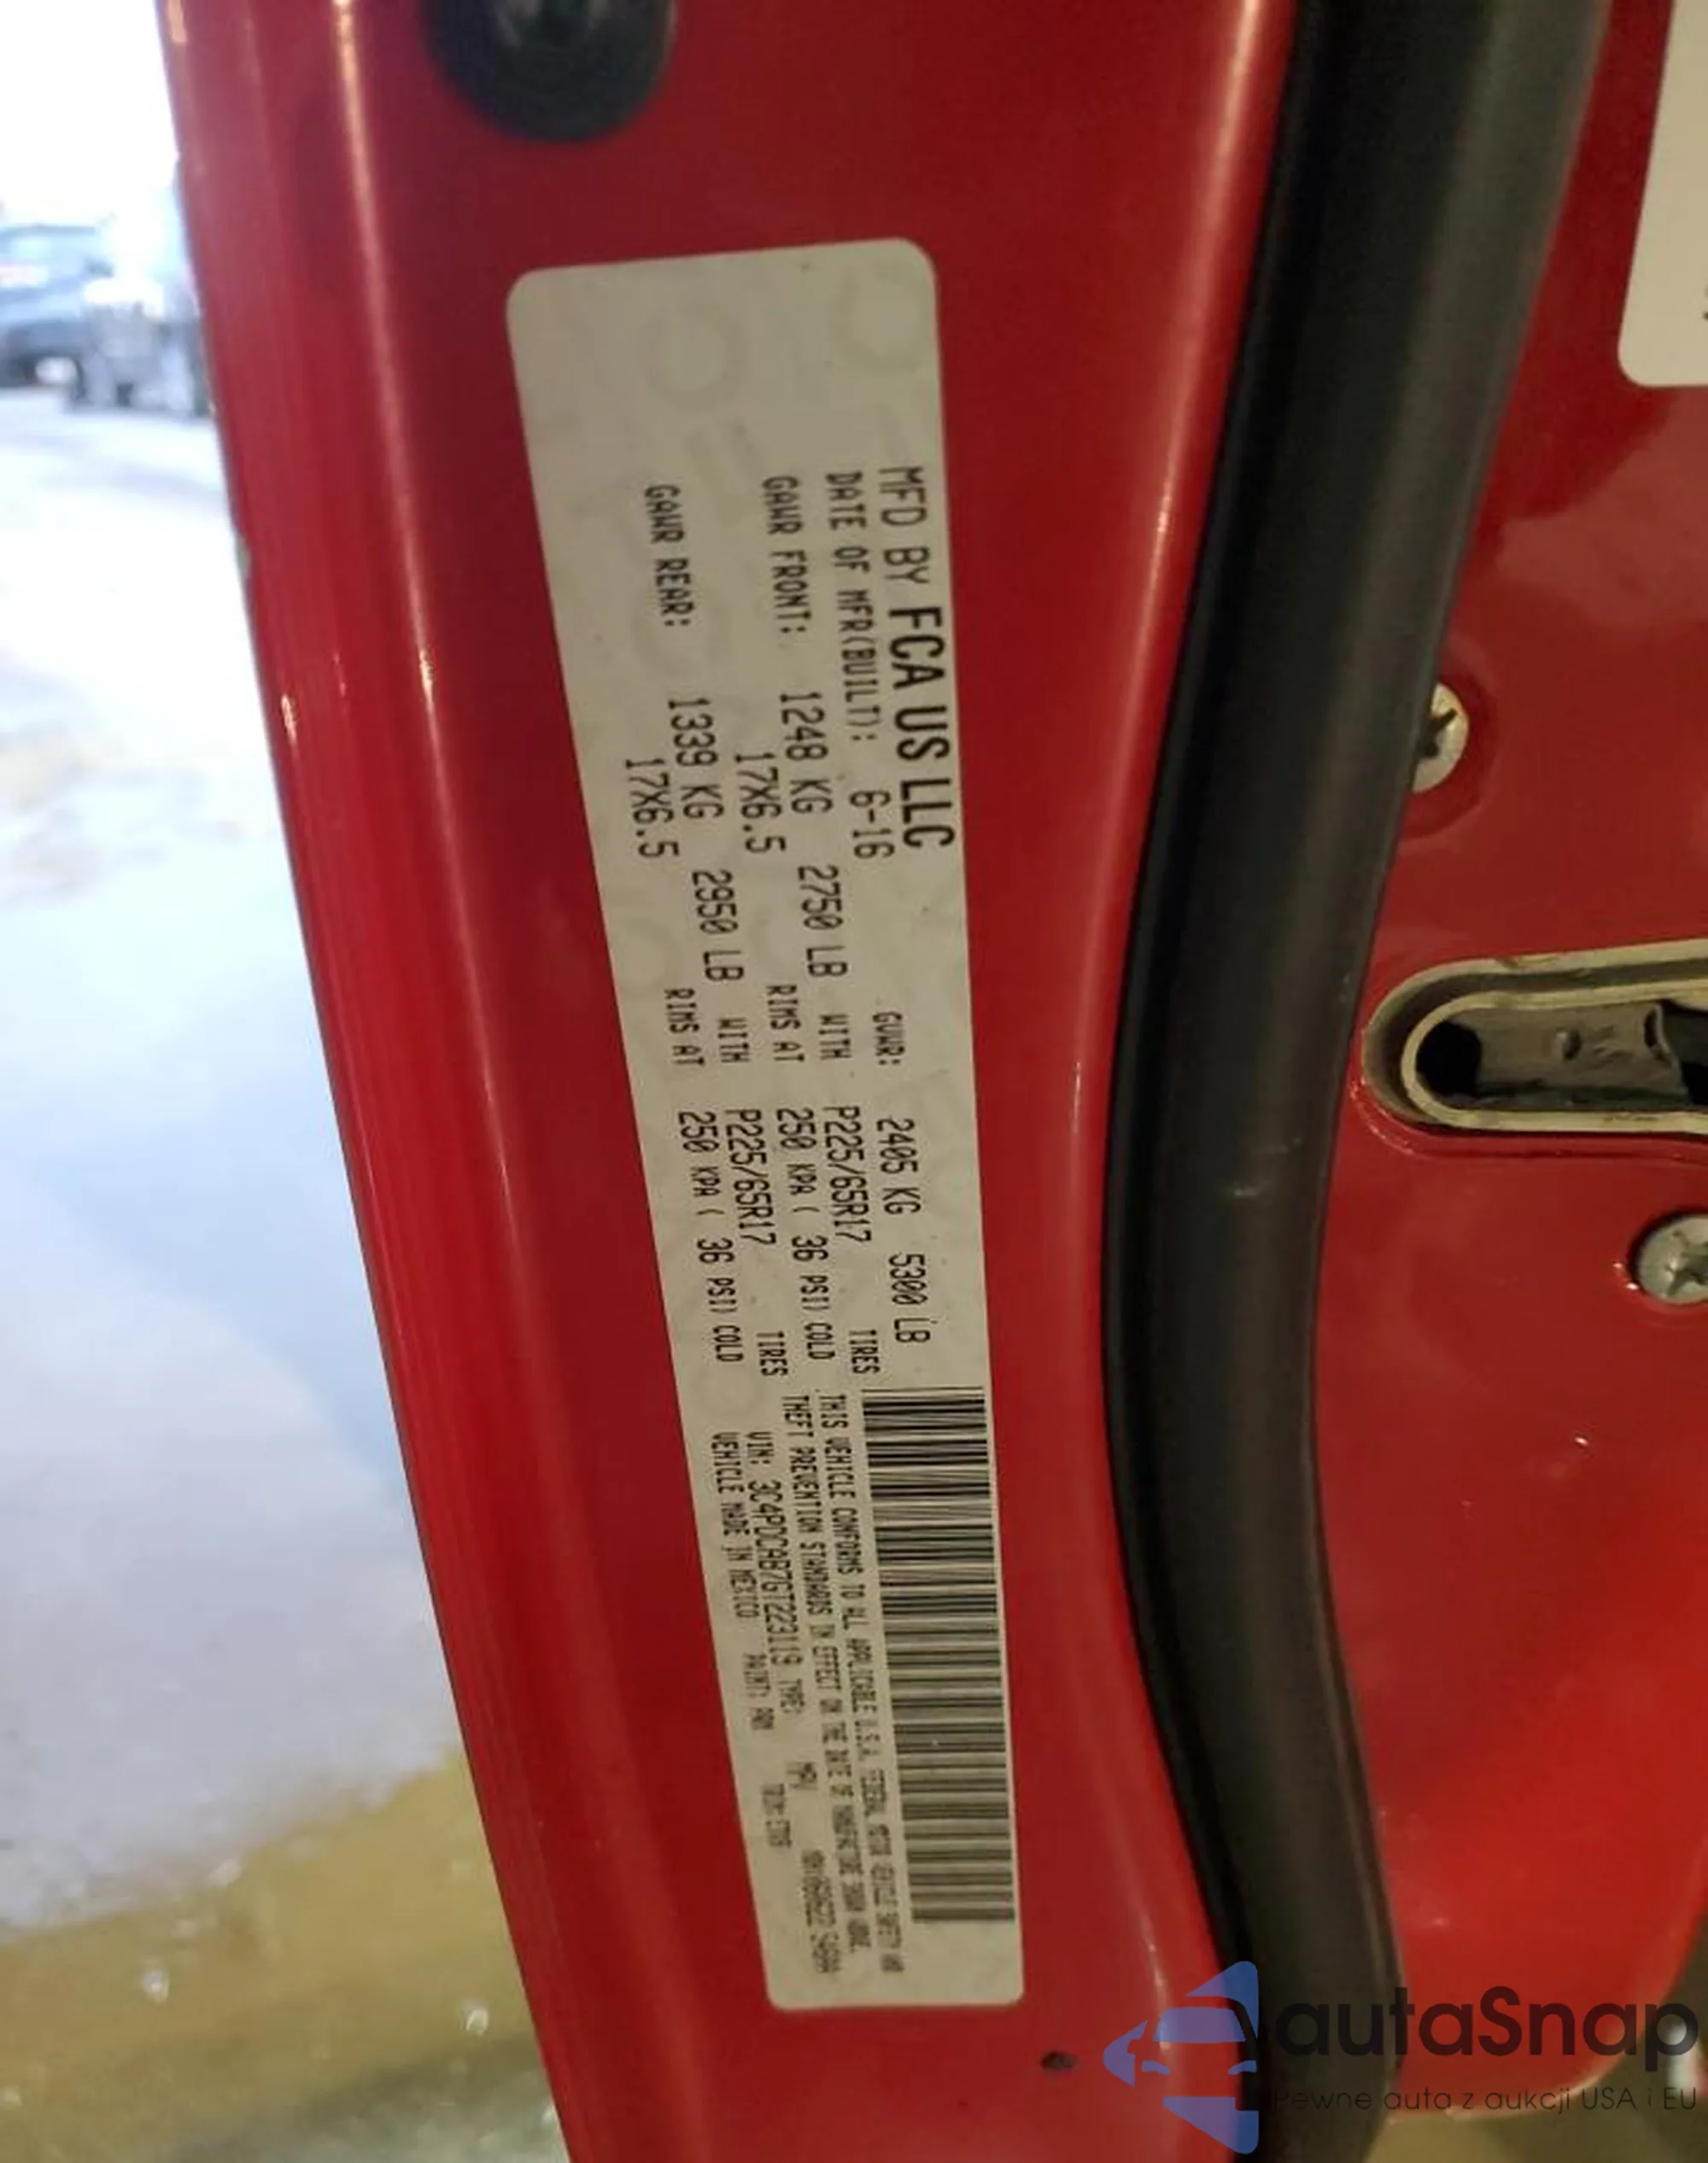 MFD BY FCA US LLC
DATE OF MFR(BUILT): 6-16 GVWR: 2405 KG 5300 LB
GAWR FRONT: 1248 KG 2750 LB WITH P225/65R17 TIRES
17X6.5 RIMS AT 250 KPA ( 36 PSI) COLD
GAWR REAR: 1339 KG 2950 LB WITH P225/65R17 TIRES
17X6.5 RIMS AT 250 KPA ( 36 PSI) COLD
THIS VEHICLE CONFORMS TO ALL APPLICABLE U.S.A. FEDERAL MOTOR VEHICLE SAFETY AND
THEFT PREVENTION STANDARDS IN EFFECT ON THE DATE OF MANUFACTURE SHOWN ABOVE.
VIN: 3C4PDCAB7GT223119 TYPE: MPV
VEHICLE MADE IN MEXICO PAINT: TRIM:
autaSnap
Pewne auta z aukcji USA i EU